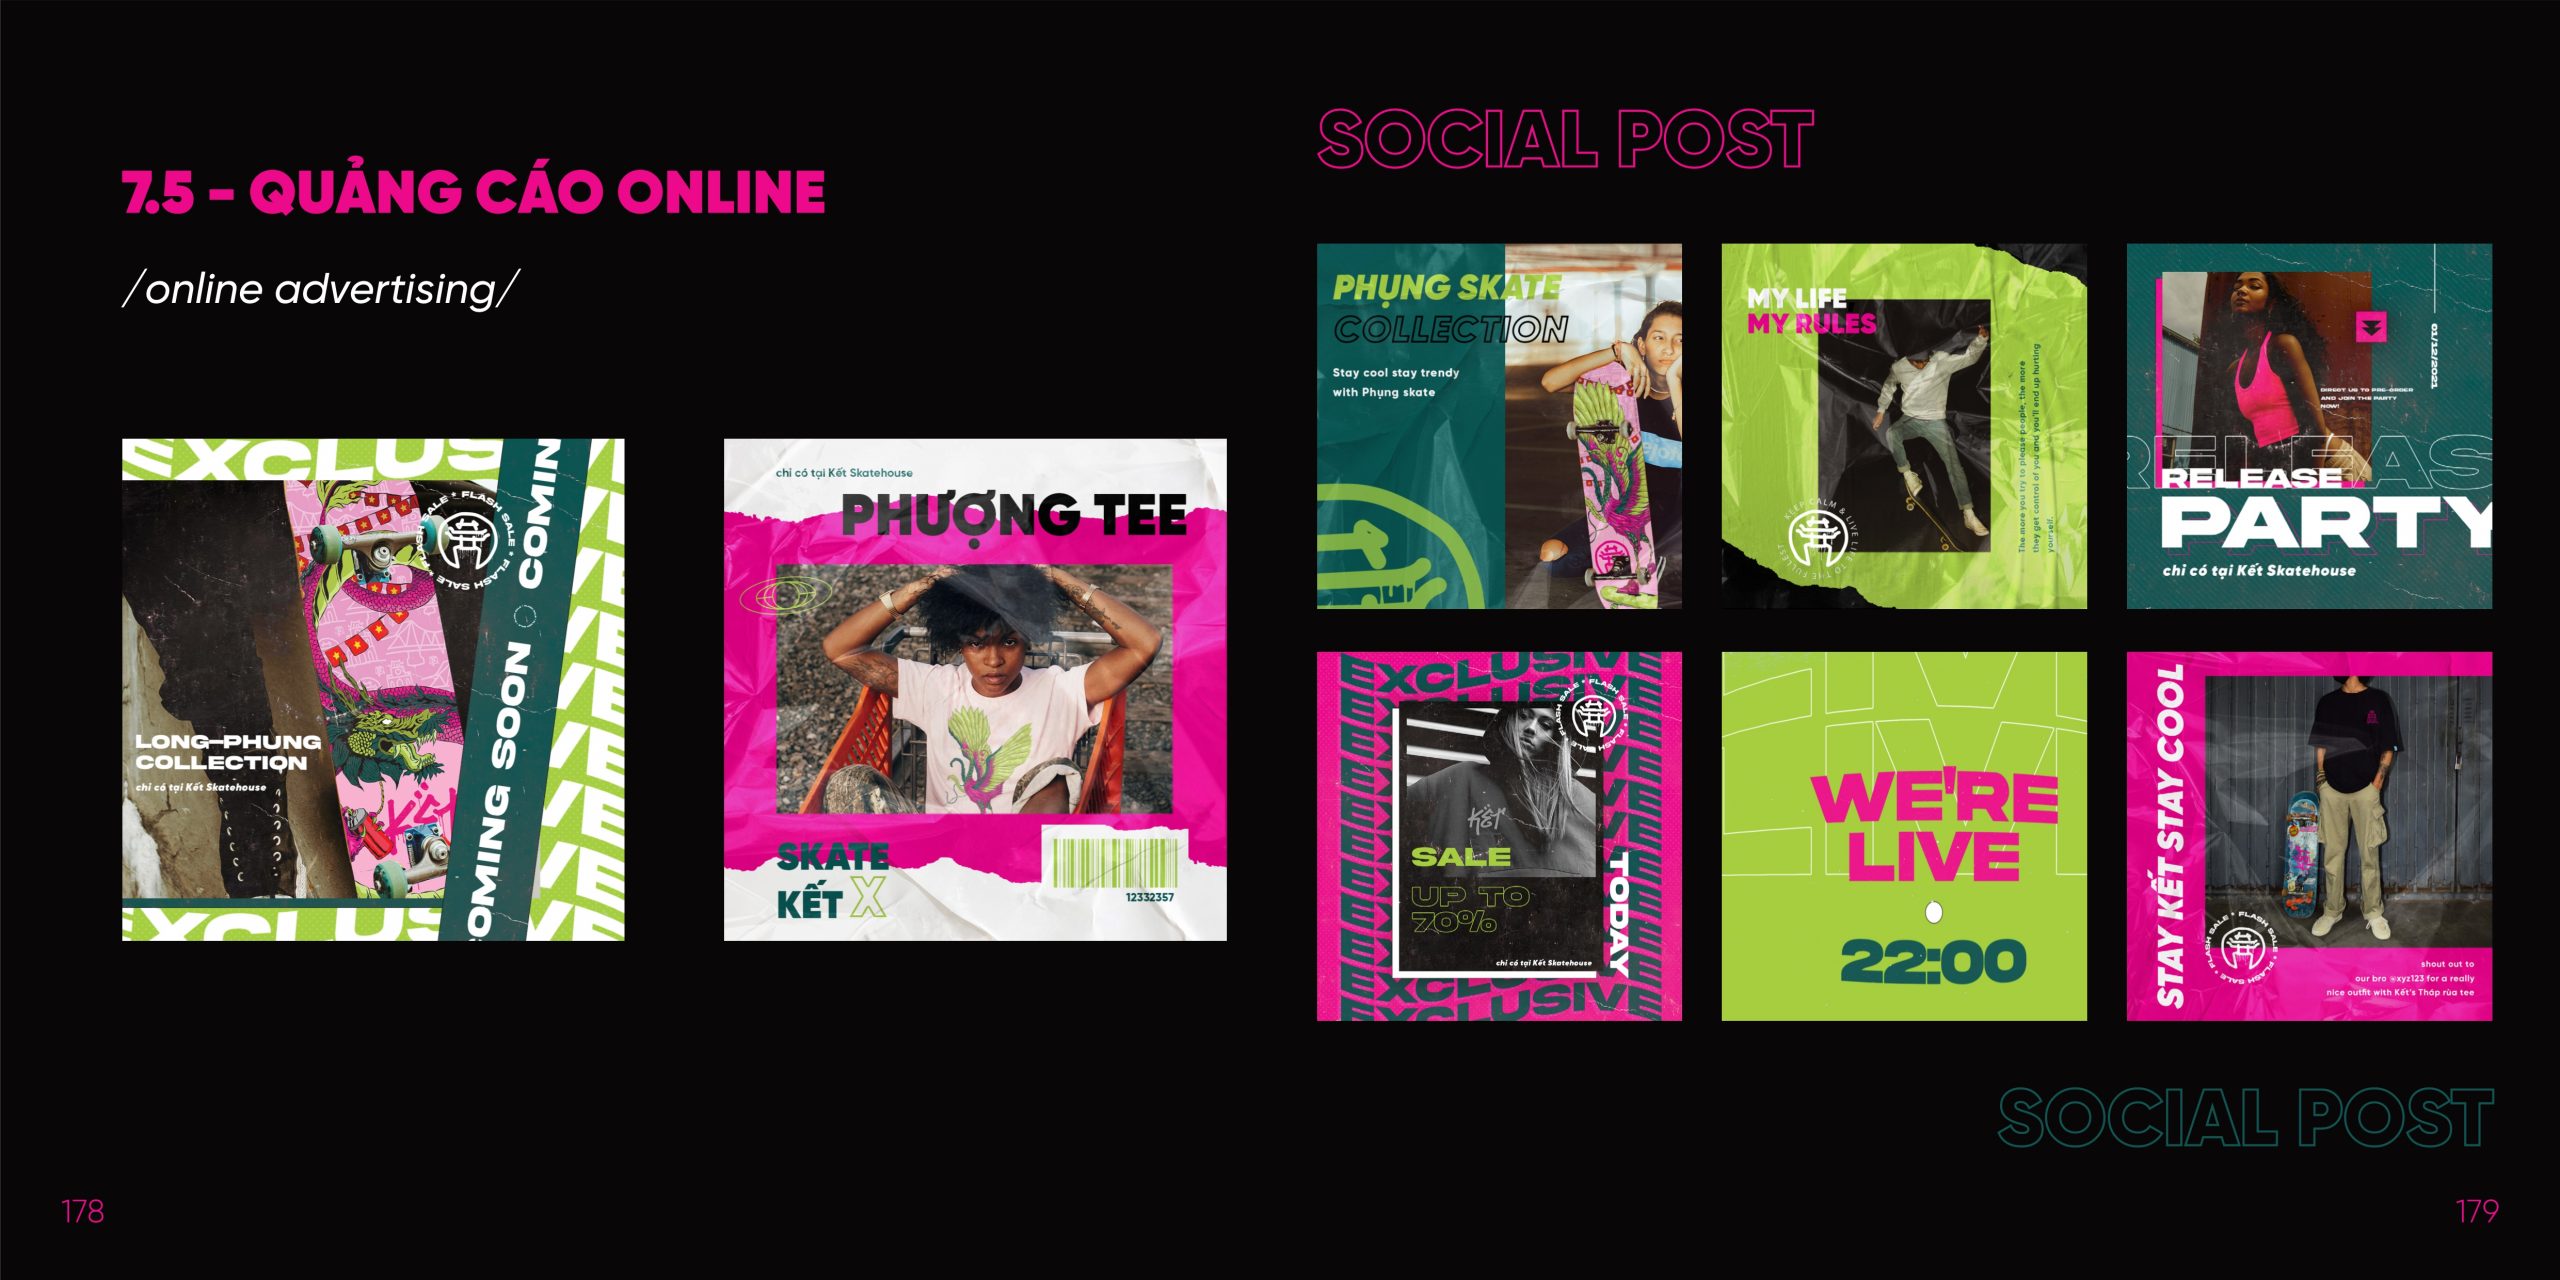 7.5 - QUẢNG CÁO ONLINE
/online advertising/
EXCLUS
LONG-PHUNG
COLLECTION
chỉ có tại Kết Skatehouse
FLASH SALE * FLASH SALE * FLASH SALE *
COMING SOON
COMIN
EXCLUS
chỉ có tại Kết Skatehouse
PHƯỢNG TEE
SKATE
KẾT X
12332357
178
SOCIAL POST
PHỤNG SKATE
COLLECTION
Stay cool stay trendy
with Phụng skate
MY LIFE
MY RULES
The more you try to please people, the more
they get control of you and you'll end up hurting
yourself.
KEEP CALM & LIVE LIFE TO THE FULLEST
01/12/2021
DIRECT US TO PRE-ORDER
AND JOIN THE PARTY
NOW!
RELEAS
RELEASE
PARTY
chỉ có tại Kết Skatehouse
EXCLUSIVE
FLASH SALE * FLASH SALE * FLASH SALE *
KẾT
SALE
UP TO
70%
TODAY
chỉ có tại Kết Skatehouse
EXCLUSIVE
WE'RE
LIVE
22:00
STAY KẾT STAY COOL
FLASH SALE * FLASH SALE * FLASH SALE *
shout out to
our bro @xyz123 for a really
nice outfit with Kết's Tháp rùa tee
SOCIAL POST
179